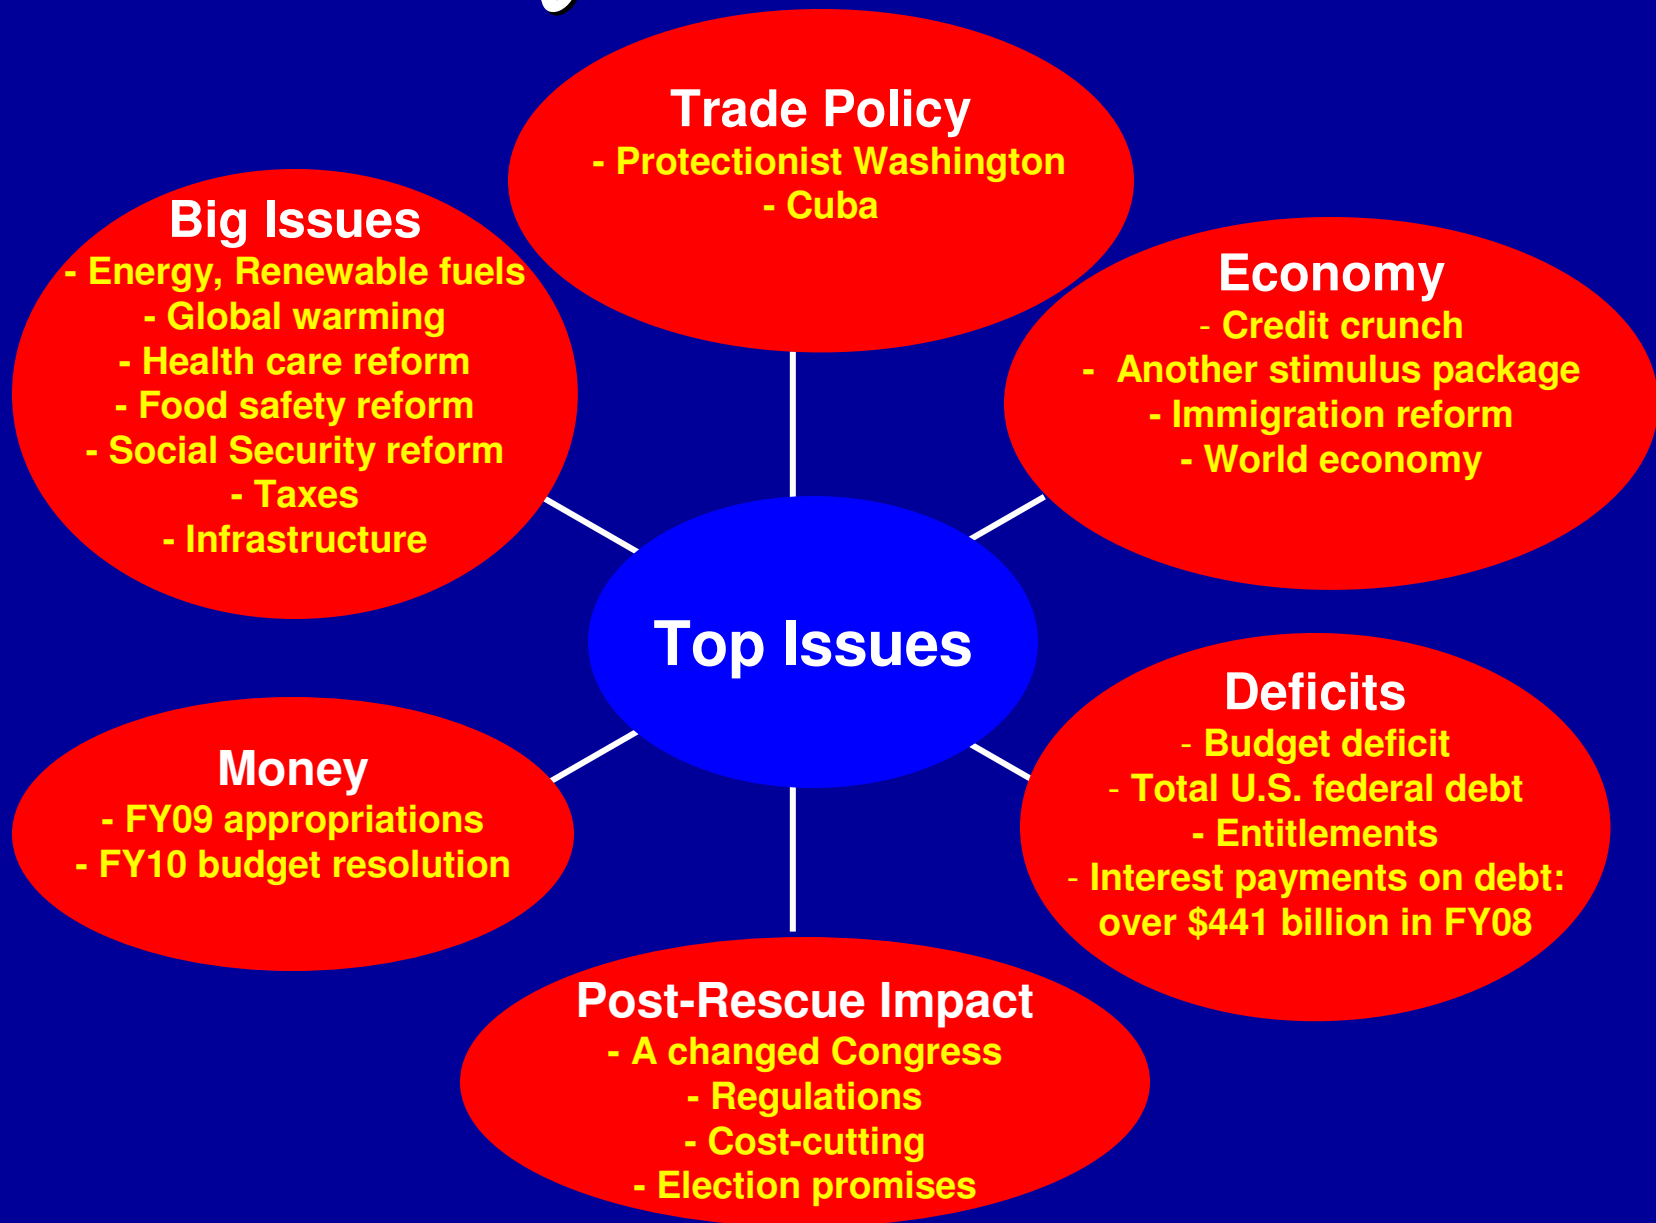 Trade Policy
- Protectionist Washington
- Cuba
Big Issues
- Energy, Renewable fuels
- Global warming
- Health care reform
- Food safety reform
- Social Security reform
- Taxes
- Infrastructure
Economy
- Credit crunch
- Another stimulus package
- Immigration reform
- World economy
Top Issues
Money
- FY09 appropriations
- FY10 budget resolution
Deficits
- Budget deficit
- Total U.S. federal debt
- Entitlements
- Interest payments on debt:
over $441 billion in FY08
Post-Rescue Impact
- A changed Congress
- Regulations
- Cost-cutting
- Election promises